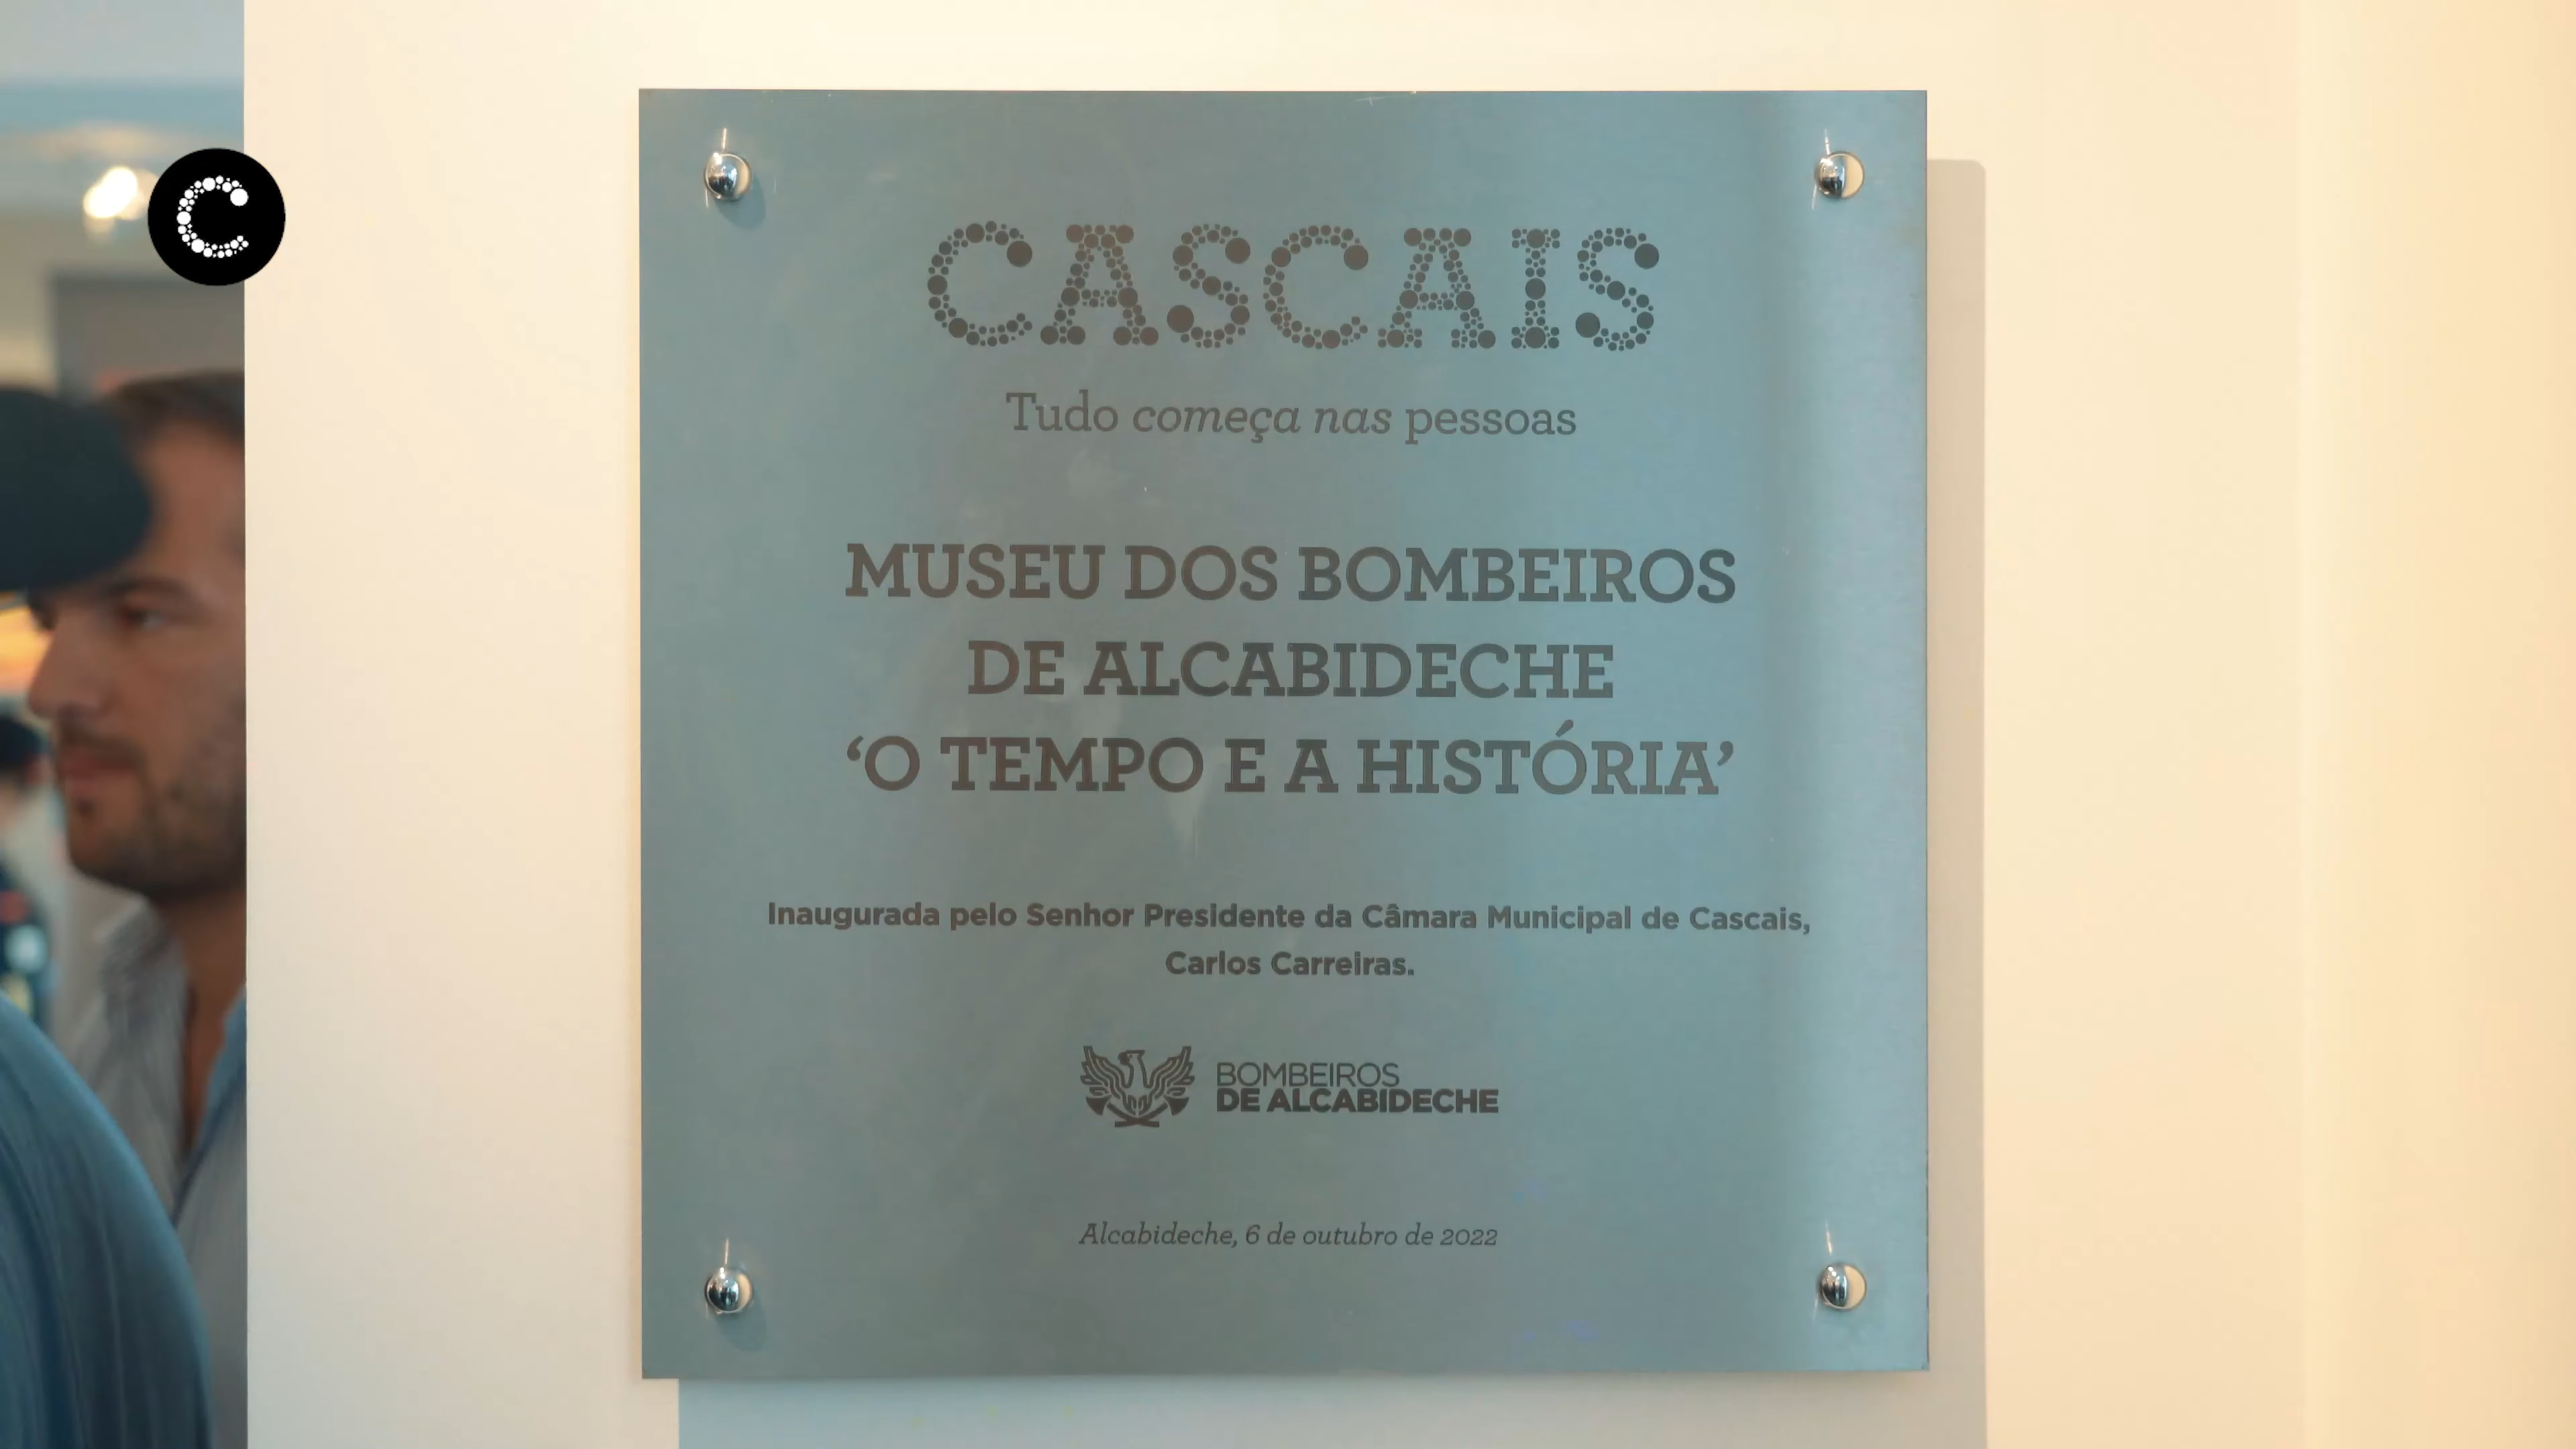 C
CASCAIS
Tudo começa nas pessoas
MUSEU DOS BOMBEIROS
DE ALCABIDECHE
‘O TEMPO E A HISTÓRIA’
Inaugurada pelo Senhor Presidente da Câmara Municipal de Cascais,
Carlos Carreiras.
BOMBEIROS
DE ALCABIDECHE
Alcabideche, 6 de outubro de 2022